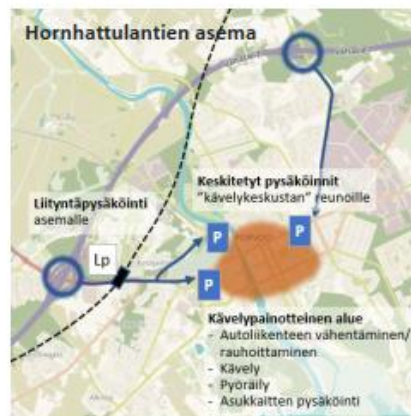 Hornhattulantien asema
Keskitetyt pysäköinnit
"kävelykeskustan" reunoille
Liityntäpysäköinti
asemalle
Lp
P
P
P
Kävelypainotteinen alue
- Autoliikenteen vähentäminen/
rauhoittaminen
- Kävely
- Pyöräily
- Asukkaitten pysäköinti